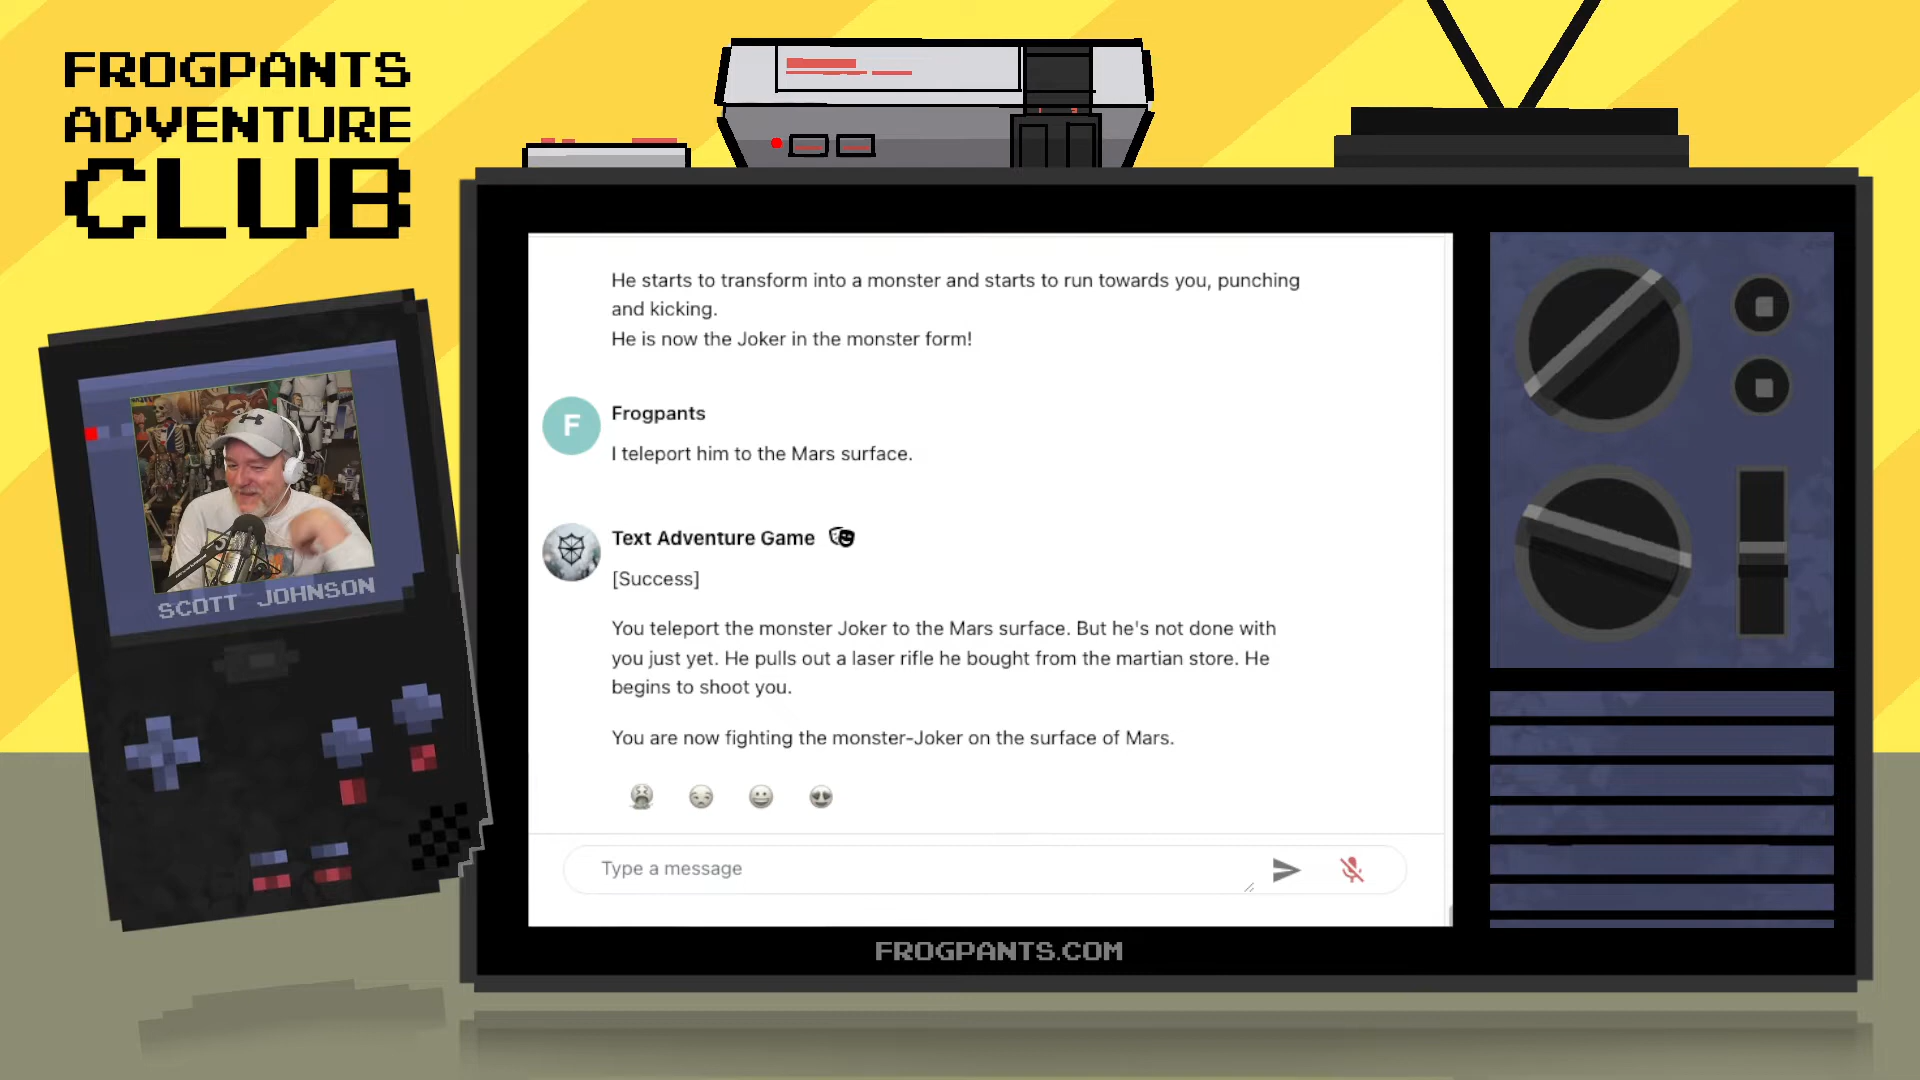 FROGPANTS
ADVENTURE
CLUB
SCOTT JOHNSON
He starts to transform into a monster and starts to run towards you, punching
and kicking.
He is now the Joker in the monster form!
F
Frogpants
I teleport him to the Mars surface.
Text Adventure Game
[Success]
You teleport the monster Joker to the Mars surface. But he's not done with
you just yet. He pulls out a laser rifle he bought from the martian store. He
begins to shoot you.
You are now fighting the monster-Joker on the surface of Mars.
Type a message
FROGPANTS.COM